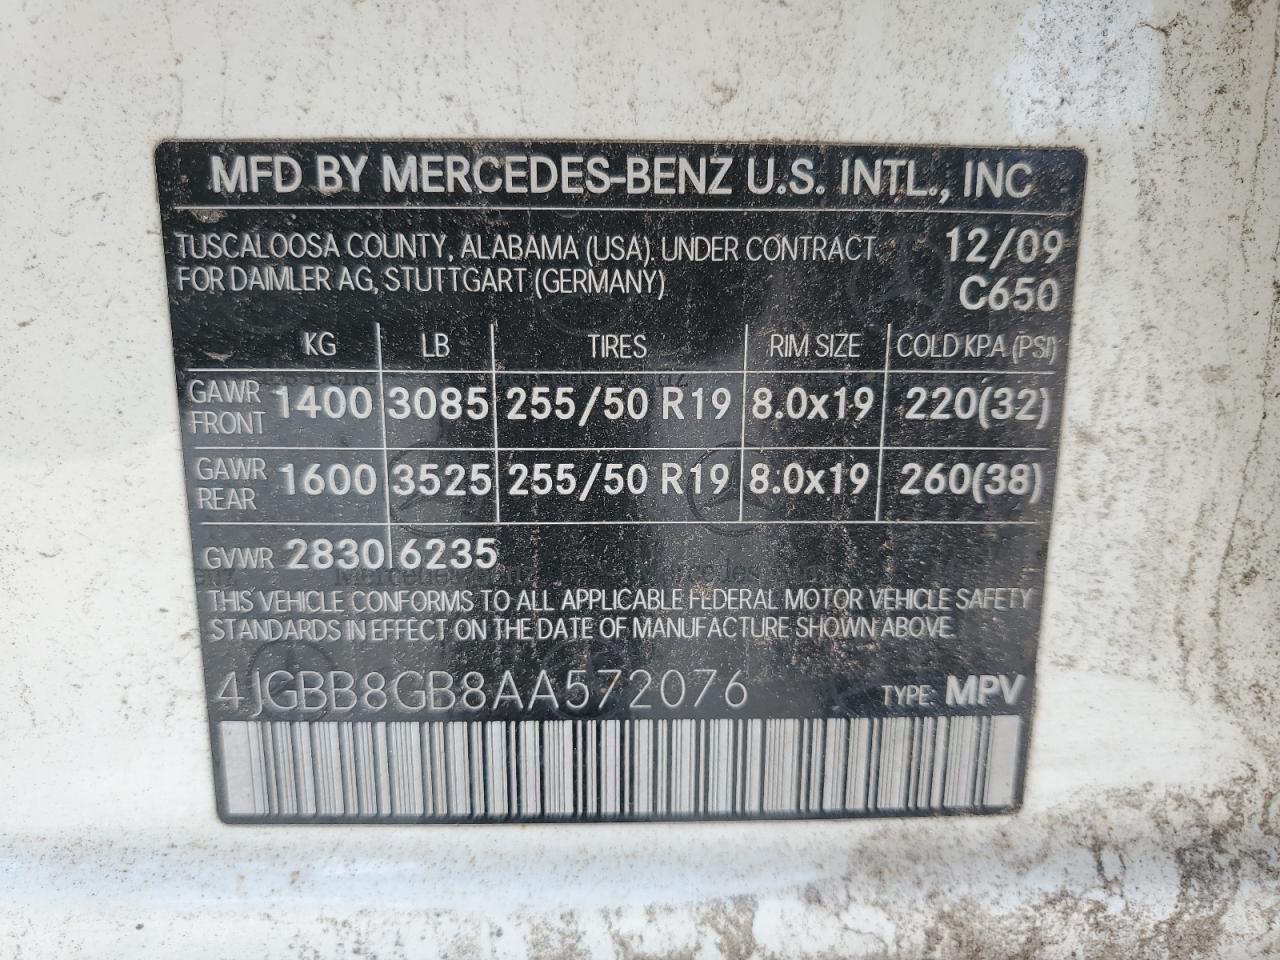 MFD BY MERCEDES-BENZ U.S. INTL., INC
TUSCALOOSA COUNTY, ALABAMA (USA). UNDER CONTRACT 12/09
FOR DAIMLER AG, STUTTGART (GERMANY) C650
KG LB TIRES RIM SIZE COLD KPA (PSI)
GAWR FRONT 1400 3085 255/50 R19 8.0x19 220(32)
GAWR REAR 1600 3525 255/50 R19 8.0x19 260(38)
GVWR 2830 6235
THIS VEHICLE CONFORMS TO ALL APPLICABLE FEDERAL MOTOR VEHICLE SAFETY
STANDARDS IN EFFECT ON THE DATE OF MANUFACTURE SHOWN ABOVE.
4JGBB8GB8AA572076 TYPE: MPV